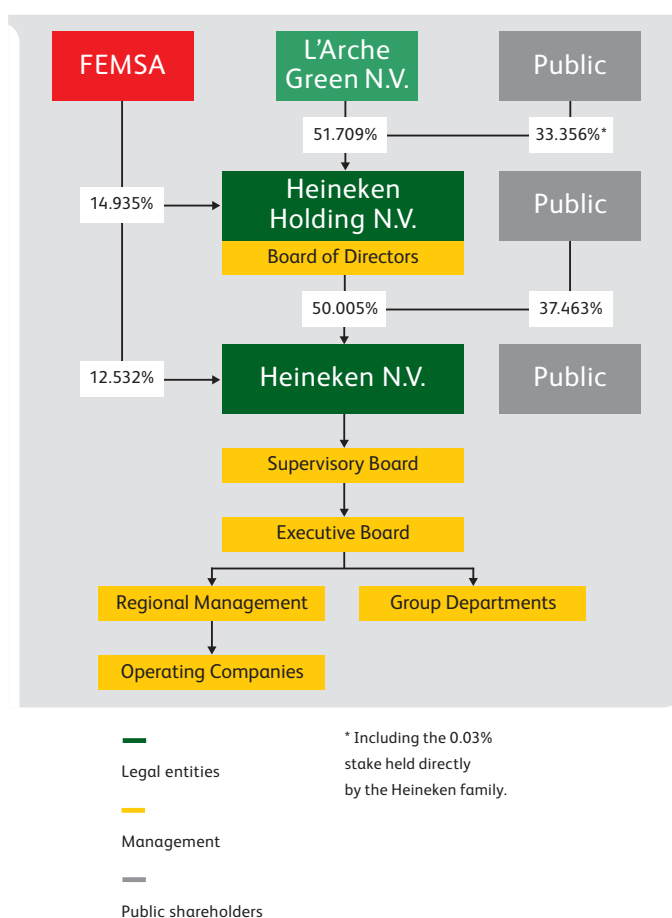 FEMSA
L'Arche
Green N.V.
Public
51.709%
33.356%*
14.935%
Heineken
Holding N.V.
Public
Board of Directors
50.005%
37.463%
12.532%
Heineken N.V.
Public
Supervisory Board
Executive Board
Regional Management
Group Departments
Operating Companies
Legal entities
Management
Public shareholders
* Including the 0.03%
stake held directly
by the Heineken family.